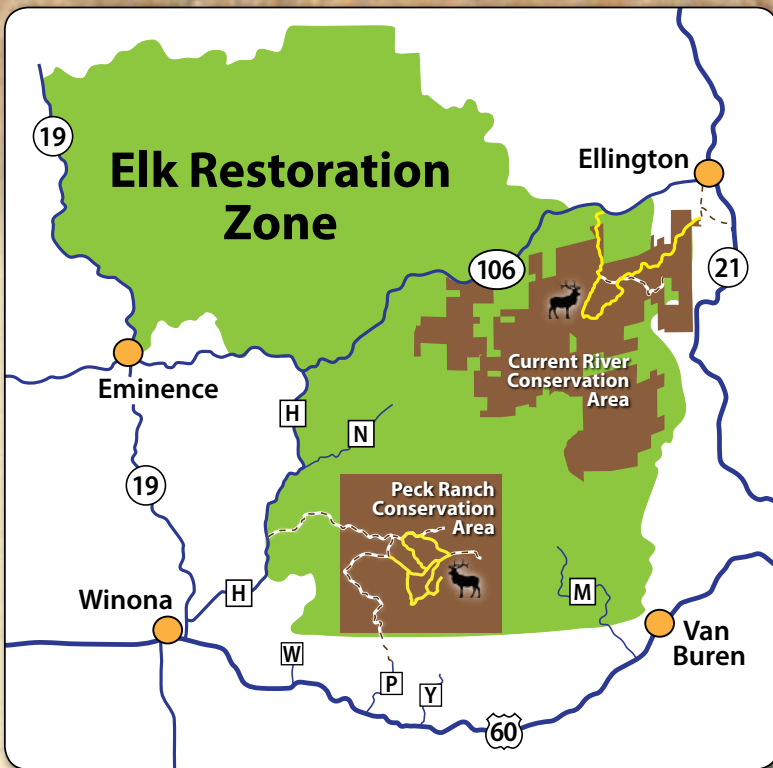 19
Elk Restoration
Zone
Ellington
106
21
Current River
Conservation
Area
Eminence
H
N
19
Peck Ranch
Conservation
Area
H
Winona
M
Van
Buren
W
P
Y
60